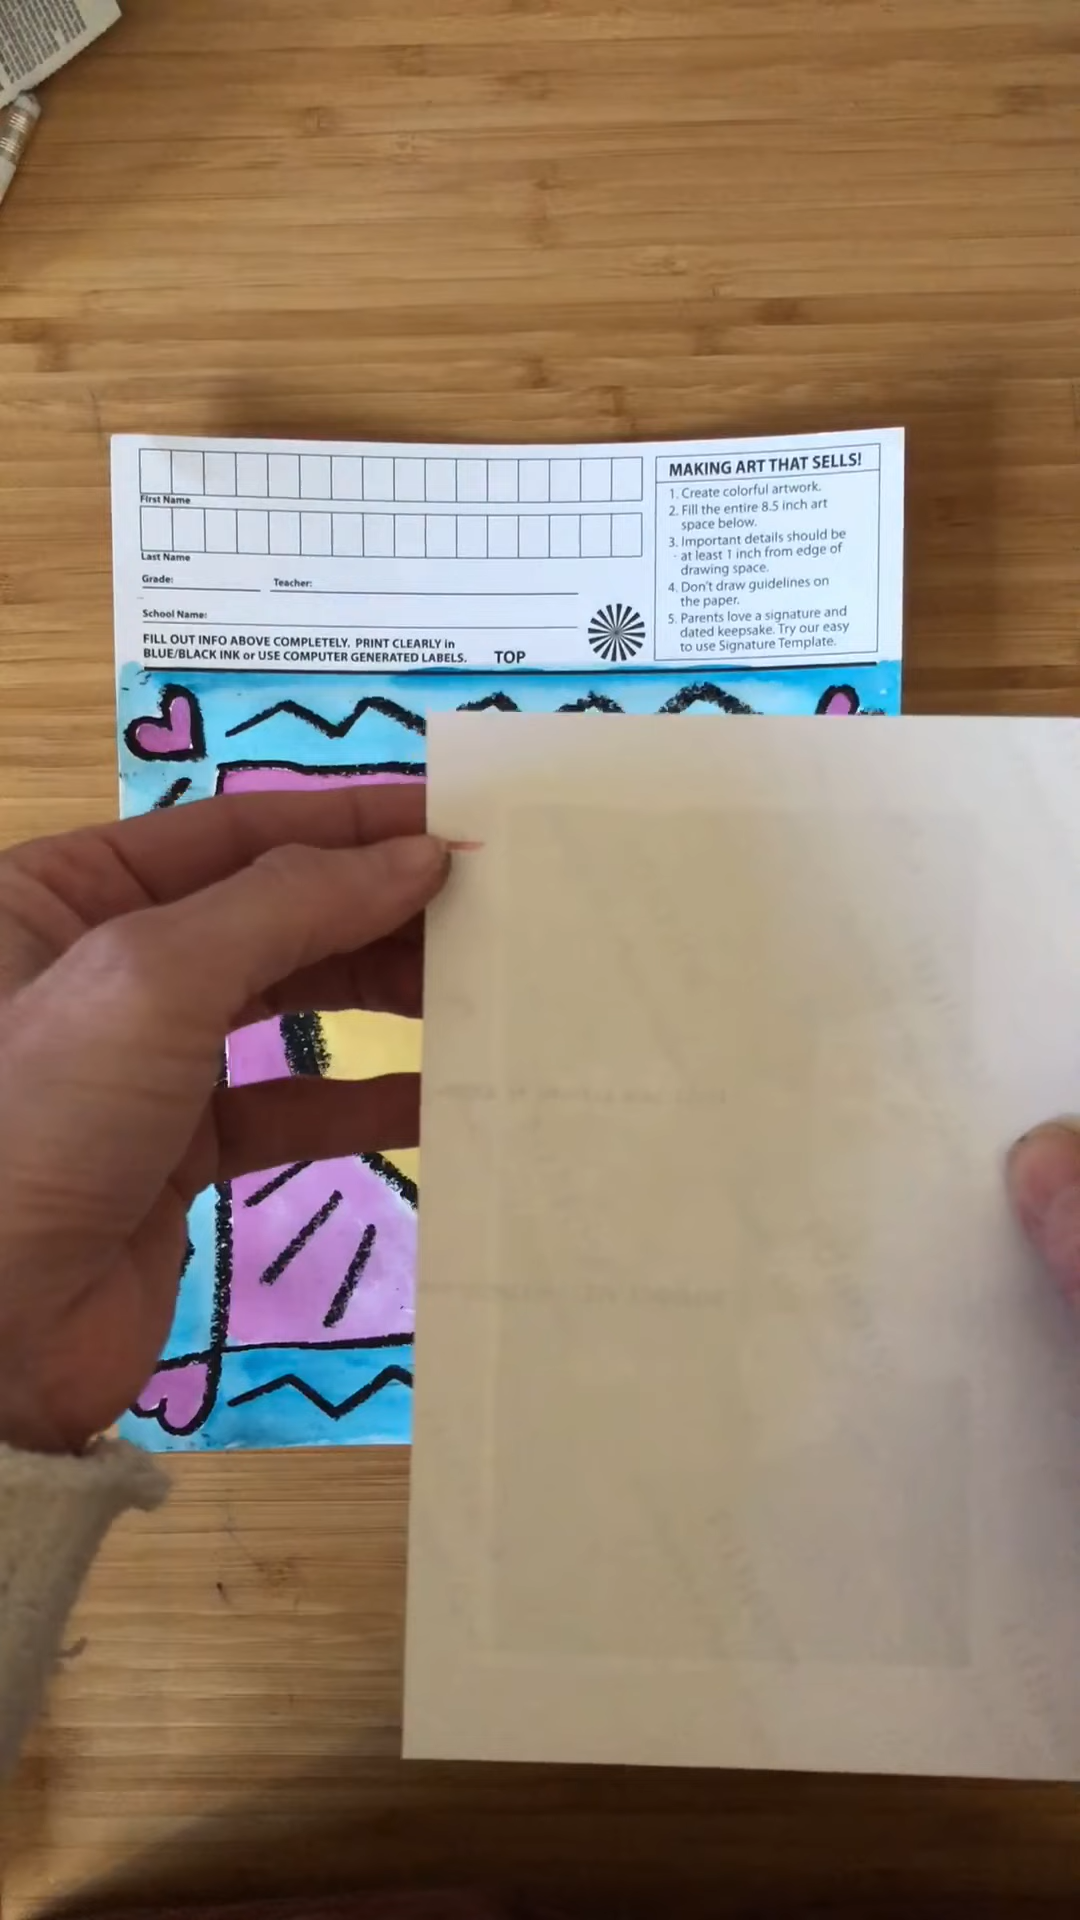 First Name
Last Name
Grade:
Teacher:
School Name:
FILL OUT INFO ABOVE COMPLETELY. PRINT CLEARLY in
BLUE/BLACK INK or USE COMPUTER GENERATED LABELS.
TOP
MAKING ART THAT SELLS!
1. Create colorful artwork.
2. Fill the entire 8.5 inch art
space below.
3. Important details should be
at least 1 inch from edge of
drawing space.
4. Don't draw guidelines on
the paper.
5. Parents love a signature and
dated keepsake. Try our easy
to use Signature Template.